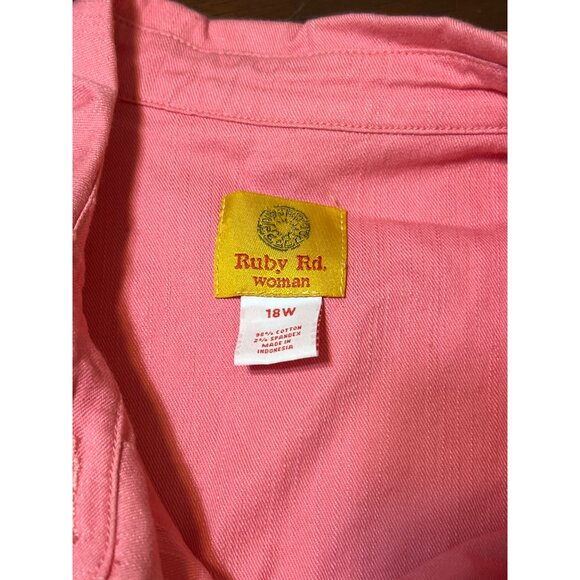 Ruby Rd.
woman
18W
98% COTTON
2% SPANDEX
MADE IN
INDONESIA